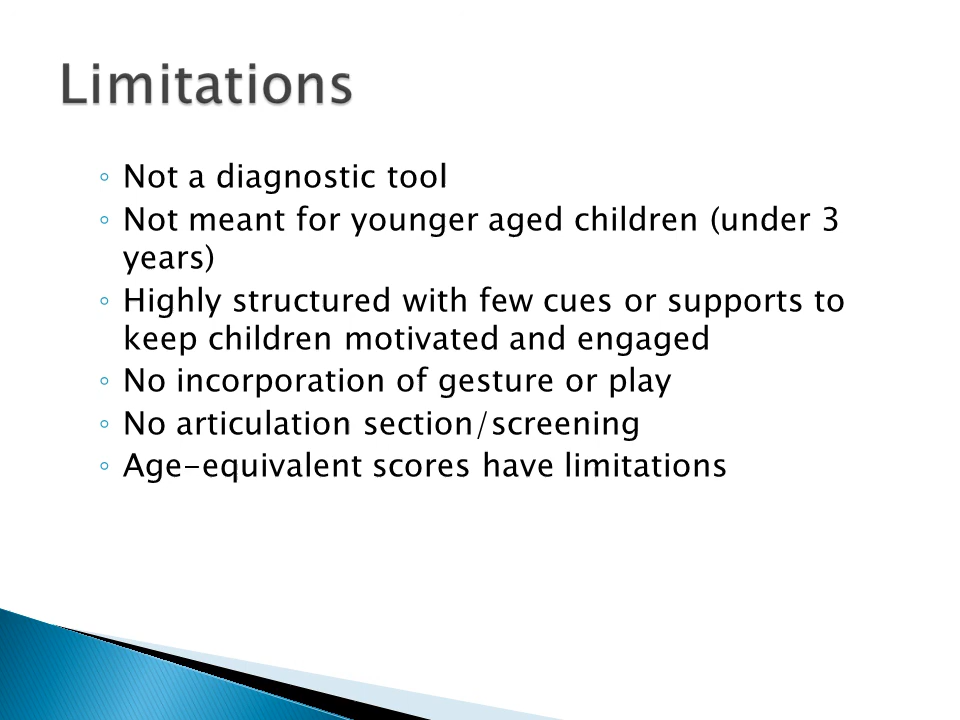 Limitations
◦ Not a diagnostic tool
◦ Not meant for younger aged children (under 3
years)
◦ Highly structured with few cues or supports to
keep children motivated and engaged
◦ No incorporation of gesture or play
◦ No articulation section/screening
◦ Age-equivalent scores have limitations